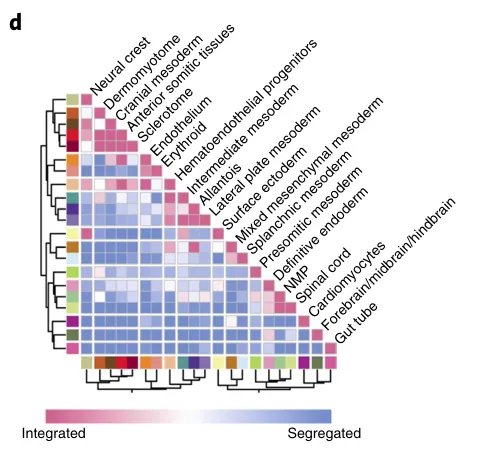 d
Neural crest
Dermomyotome
Cranial mesoderm
Anterior somitic tissues
Sclerotome
Endothelium
Erythroid
Hematoendothelial progenitors
Intermediate mesoderm
Allantois
Lateral plate mesoderm
Surface ectoderm
Mixed mesenchymal mesoderm
Splanchnic mesoderm
Presomitic mesoderm
Definitive endoderm
NMP
Spinal cord
Cardiomyocytes
Forebrain/midbrain/hindbrain
Gut tube
Integrated
Segregated